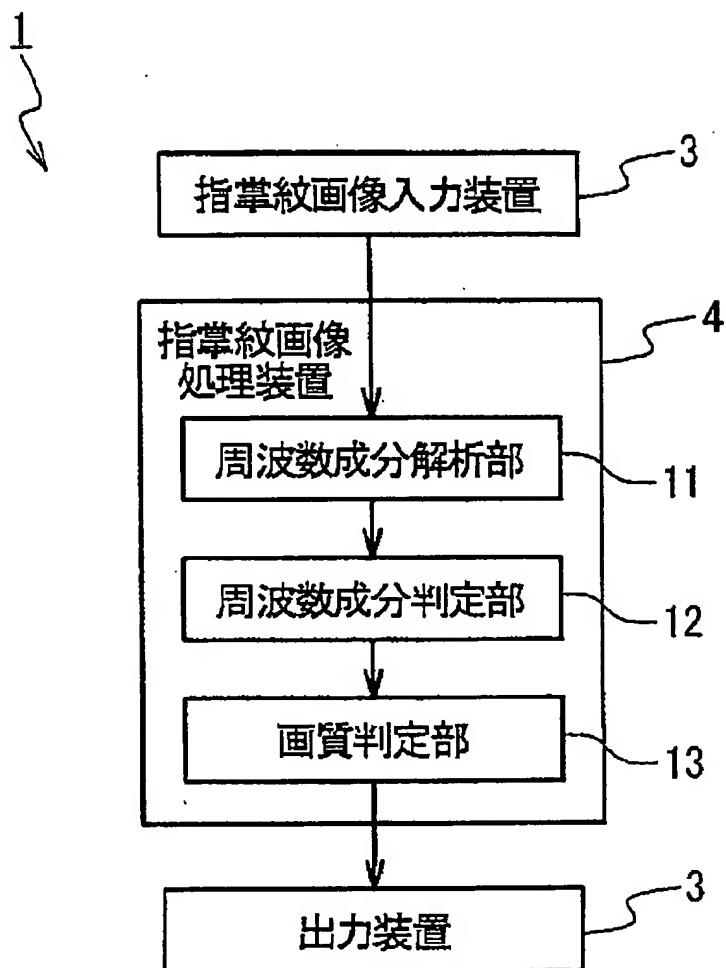 1
指掌紋画像入力装置
3
指掌紋画像
処理装置
4
周波数成分解析部
11
周波数成分判定部
12
画質判定部
13
出力装置
3